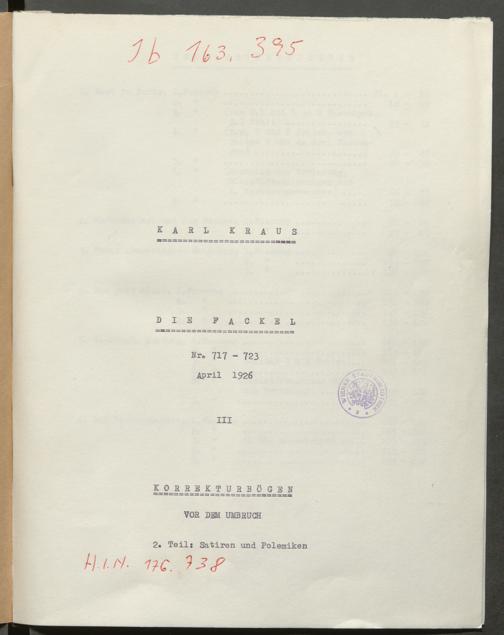 Jb 163.395
KARL KRAUS
DIE FACKEL
Nr. 717 - 723
April 1926
III
KORREKTURBÖGEN
VOR DEM UMBRUCH
2. Teil: Satiren und Polemiken
H.I.N. 176.738